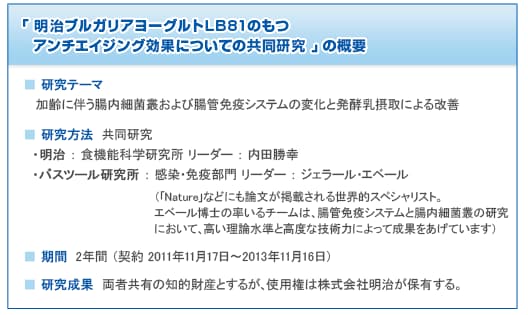 「 明治ブルガリアヨーグルトLB81のもつ
アンチエイジング効果についての共同研究 」の概要
■ 研究テーマ
加齢に伴う腸内細菌叢および腸管免疫システムの変化と発酵乳摂取による改善
■ 研究方法 共同研究
・明治 : 食機能科学研究所 リーダー : 内田勝幸
・パスツール研究所 : 感染・免疫部門 リーダー : ジェラール・エベール
（「Nature」などにも論文が掲載される世界的スペシャリスト。
エベール博士の率いるチームは、腸管免疫システムと腸内細菌叢の研究
において、高い理論水準と高度な技術力によって成果をあげています）
■ 期間 2年間 （契約 2011年11月17日～2013年11月16日）
■ 研究成果 両者共有の知的財産とするが、使用権は株式会社明治が保有する。